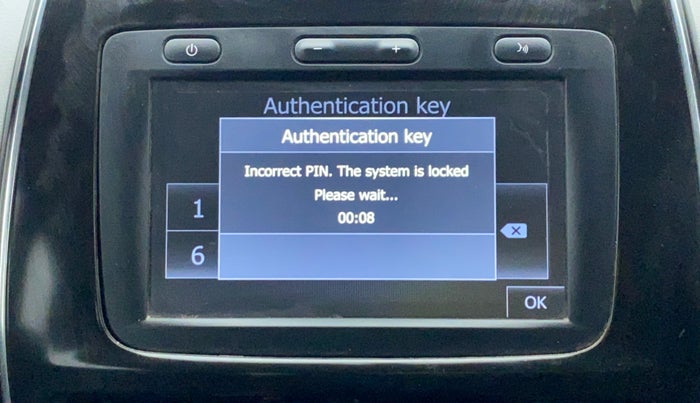 − +
Authentication key
Authentication key
Incorrect PIN. The system is locked
Please wait...
00:08
1
6
OK